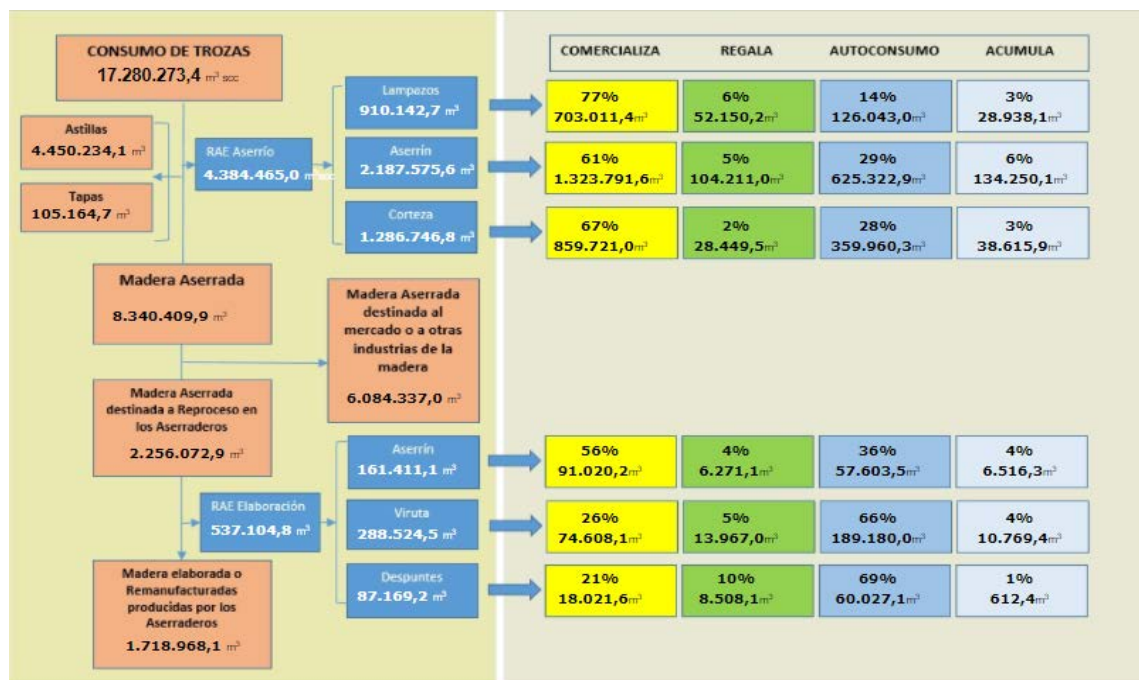 CONSUMO DE TROZAS
17.280.273,4 m³ scc
Astillas
4.450.234,1 m³
Tapas
105.164,7 m³
RAE Aserrío
4.384.465,0 m³ scc
Lampazos
910.142,7 m³
Aserrín
2.187.575,6 m³
Corteza
1.286.746,8 m³
Madera Aserrada
8.340.409,9 m³
Madera Aserrada
destinada al
mercado o a otras
industrias de la
madera
6.084.337,0 m³
Madera Aserrada
destinada a Reproceso en
los Aserraderos
2.256.072,9 m³
RAE Elaboración
537.104,8 m³
Aserrín
161.411,1 m³
Viruta
288.524,5 m³
Despuntes
87.169,2 m³
Madera elaborada o
Remanufacturadas
producidas por los
Aserraderos
1.718.968,1 m³
COMERCIALIZA REGALA AUTOCONSUMO ACUMULA
77% 6% 14% 3%
703.011,4m³ 52.150,2m³ 126.043,0m³ 28.938,1m³
61% 5% 29% 6%
1.323.791,6m³ 104.211,0m³ 625.322,9m³ 134.250,1m³
67% 2% 28% 3%
859.721,0m³ 28.449,5m³ 359.960,3m³ 38.615,9m³
56% 4% 36% 4%
91.020,2m³ 6.271,1m³ 57.603,5m³ 6.516,3m³
26% 5% 66% 4%
74.608,1m³ 13.967,0m³ 189.180,0m³ 10.769,4m³
21% 10% 69% 1%
18.021,6m³ 8.508,1m³ 60.027,1m³ 612,4m³